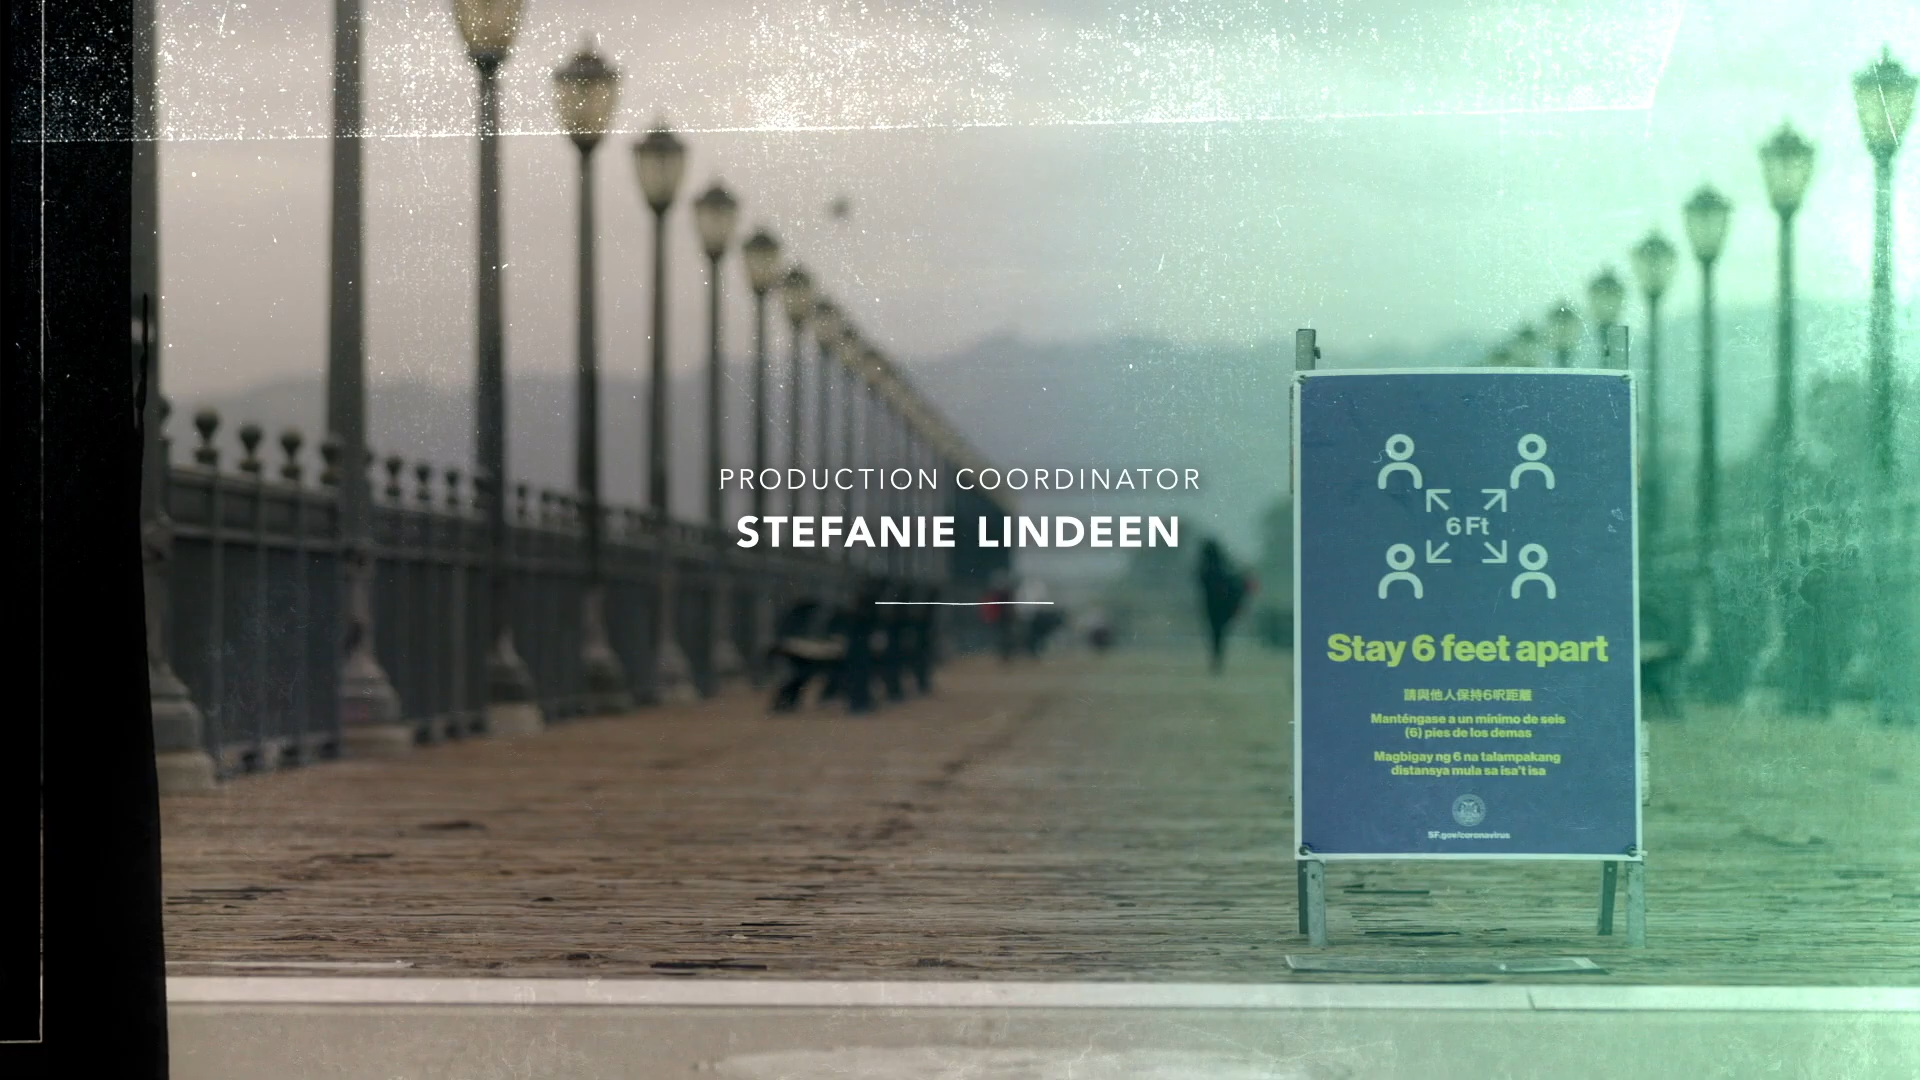 PRODUCTION COORDINATOR
STEFANIE LINDEEN
6 Ft
Stay 6 feet apart
請與他人保持6呎距離
Manténgase a un mínimo de seis
(6) pies de los demas
Magbigay ng 6 na talampakang
distansya mula sa isa't isa
SF.gov/coronavirus